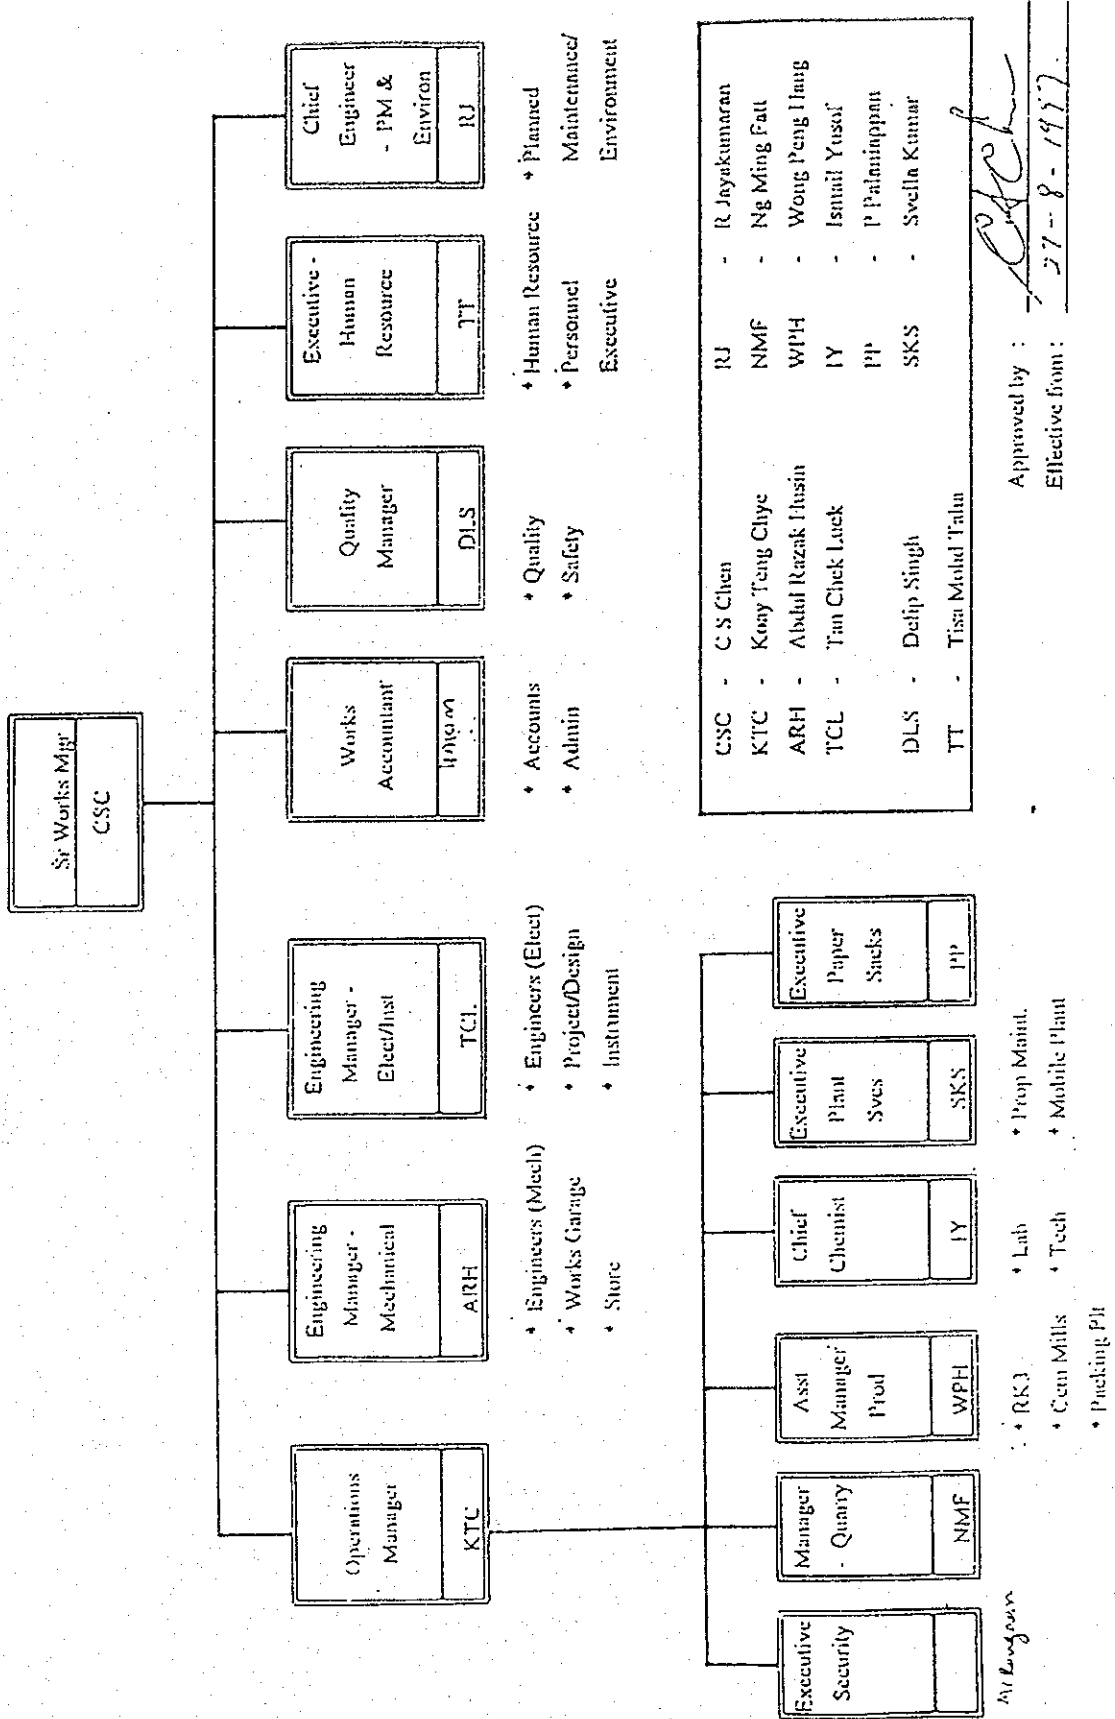 Sr Works Mgr
CSC
Operations
Manager
KTC
Engineering
Manager -
Mechanical
ARH
* Engineers (Mech)
* Works Garage
* Store
Engineering
Manager -
Elect/Inst
TCL
* Engineers (Elect)
* Project/Design
* Instrument
Works
Accountant
* Accounts
* Admin
Quality
Manager
DLS
* Quality
* Safety
Executive -
Human
Resource
TT
* Human Resource
* Personnel
Executive
Chief
Engineer
- PM &
Environ
RJ
* Planned
Maintenance/
Environment
Executive
Security
Manager
- Quarry
NMF
Asst
Manager
Prod
WPH
* RK3
* Cem Mills
* Packing Plt
Chief
Chemist
IY
* Lab
* Tech
Executive
Plant
Svcs
SKS
* Prop Maint.
* Mobile Plant
Executive
Paper
Sacks
PP
CSC - C S Chen RJ - R Jayakumaran
KTC - Koay Teng Chye NMF - Ng Ming Fatt
ARH - Abdul Razak Husin WPH - Wong Peng Hang
TCL - Tan Chek Luck IY - Ismail Yusof
PP - P Palaniappan
DLS - Delip Singh SKS - Svella Kumar
TT - Tisa Mohd Taha
Approved by :
Effective from : 27-8-1997.